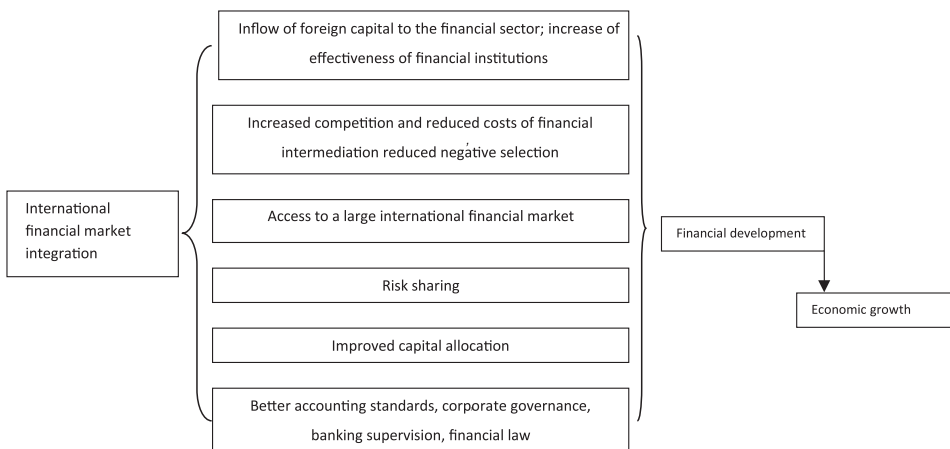 Inflow of foreign capital to the financial sector; increase of
effectiveness of financial institutions
Increased competition and reduced costs of financial
,
intermediation reduced negative selection
International
financial market
integration
Access to a large international financial market
Financial development
Risk sharing
Economic growth
Improved capital allocation
Better accounting standards, corporate governance,
banking supervision, financial law